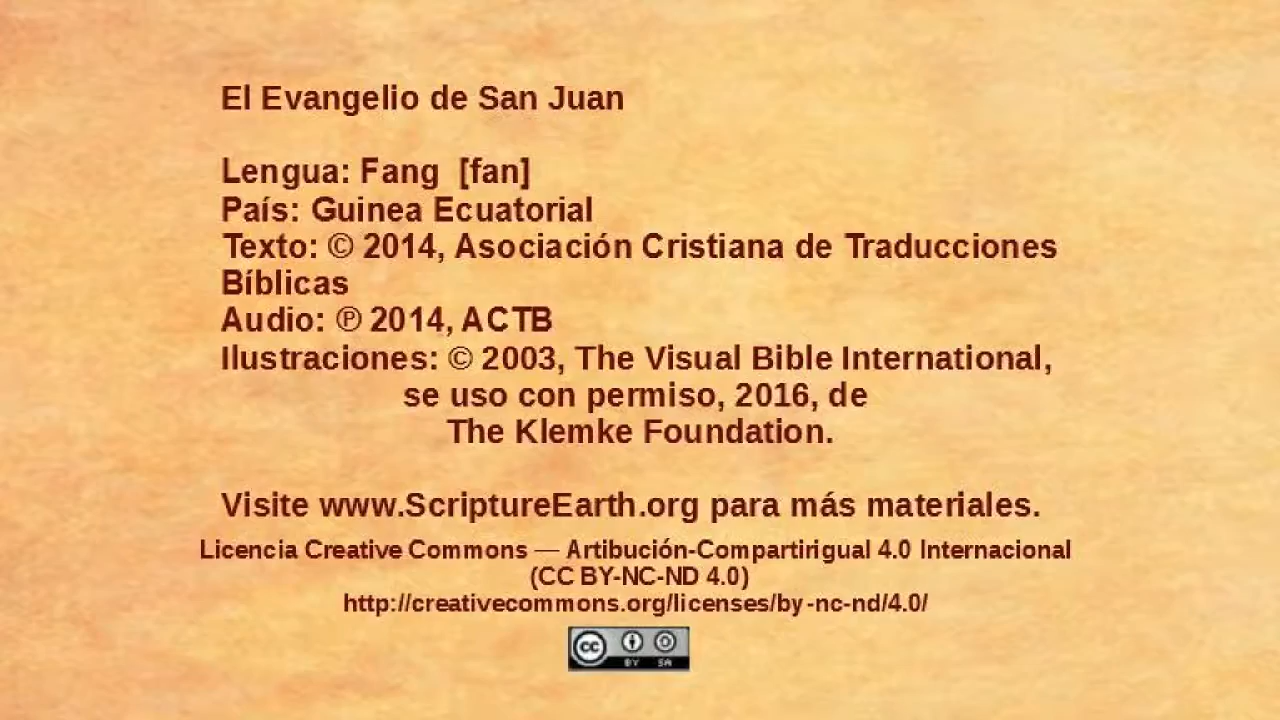 El Evangelio de San Juan
Lengua: Fang [fan]
País: Guinea Ecuatorial
Texto: © 2014, Asociación Cristiana de Traducciones
Bíblicas
Audio: ℗ 2014, ACTB
Ilustraciones: © 2003, The Visual Bible International,
se uso con permiso, 2016, de
The Klemke Foundation.
Visite www.ScriptureEarth.org para más materiales.
Licencia Creative Commons — Artibución-Compartirigual 4.0 Internacional
(CC BY-NC-ND 4.0)
http://creativecommons.org/licenses/by-nc-nd/4.0/
cc BY SA